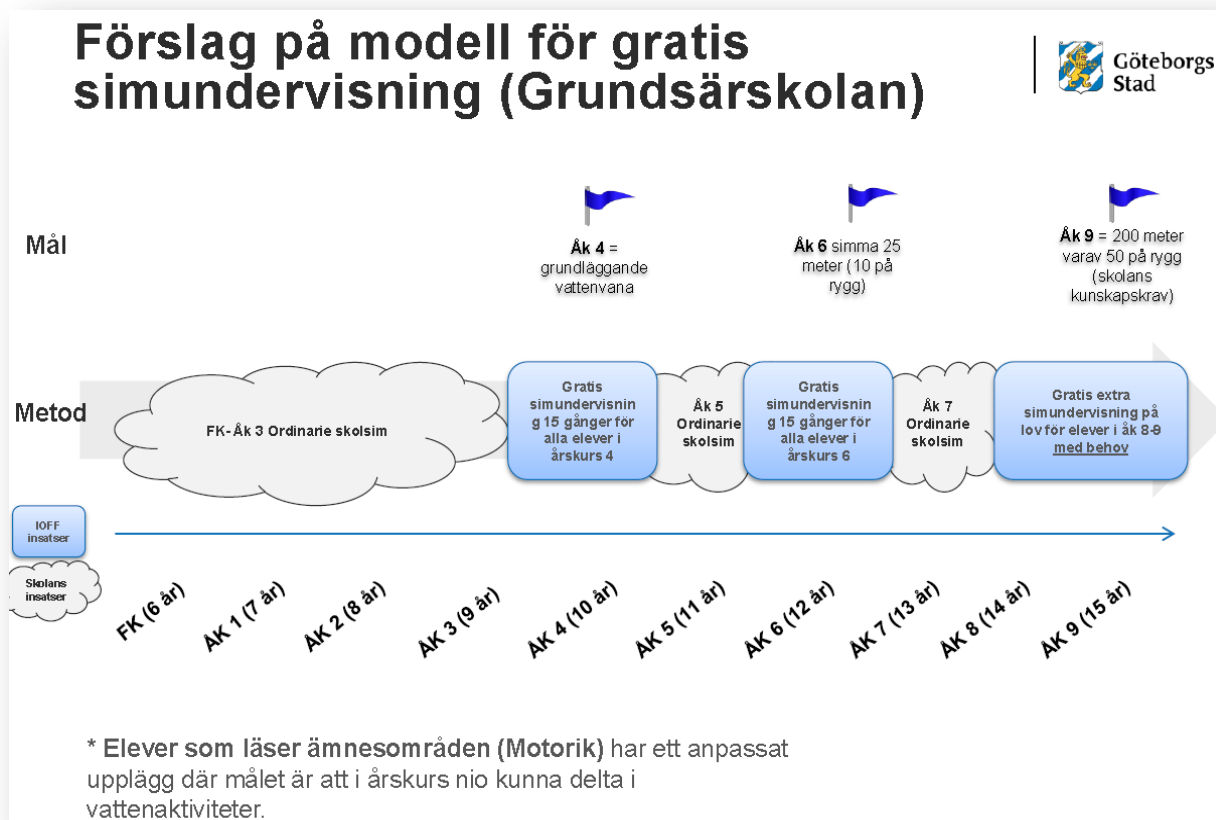 Förslag på modell för gratis
simundervisning (Grundsärskolan)
Göteborgs
Stad
Mål
Åk 4 =
grundläggande
vattenvana
Åk 6 simma 25
meter (10 på
rygg)
Åk 9 = 200 meter
varav 50 på rygg
(skolans
kunskapskrav)
Metod
FK- Åk 3 Ordinarie skolsim
Gratis
simundervisnin
g 15 gånger för
alla elever i
årskurs 4
Åk 5
Ordinarie
skolsim
Gratis
simundervisnin
g 15 gånger för
alla elever i
årskurs 6
Åk 7
Ordinarie
skolsim
Gratis extra
simundervisning på
lov för elever i åk 8-9
med behov
IOFF
insatser
Skolans
insatser
FK (6 år)
ÅK 1 (7 år)
ÅK 2 (8 år)
ÅK 3 (9 år)
ÅK 4 (10 år)
ÅK 5 (11 år)
ÅK 6 (12 år)
ÅK 7 (13 år)
ÅK 8 (14 år)
ÅK 9 (15 år)
* Elever som läser ämnesområden (Motorik) har ett anpassat
upplägg där målet är att i årskurs nio kunna delta i
vattenaktiviteter.